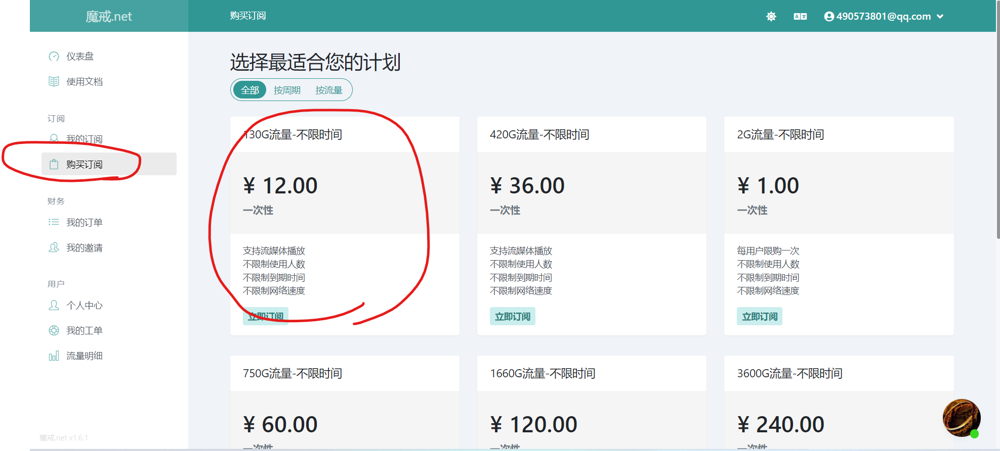 魔戒.net
购买订阅
490573801@qq.com
仪表盘
使用文档
订阅
我的订阅
购买订阅
财务
我的订单
我的邀请
用户
个人中心
我的工单
流量明细
魔戒.net v1.6.1
选择最适合您的计划
全部 按周期 按流量
130G流量-不限时间
¥ 12.00
一次性
支持流媒体播放
不限制使用人数
不限制到期时间
不限制网络速度
立即订阅
420G流量-不限时间
¥ 36.00
一次性
支持流媒体播放
不限制使用人数
不限制到期时间
不限制网络速度
立即订阅
2G流量-不限时间
¥ 1.00
一次性
每用户限购一次
不限制使用人数
不限制到期时间
不限制网络速度
立即订阅
750G流量-不限时间
¥ 60.00
一次性
1660G流量-不限时间
¥ 120.00
一次性
3600G流量-不限时间
¥ 240.00
一次性